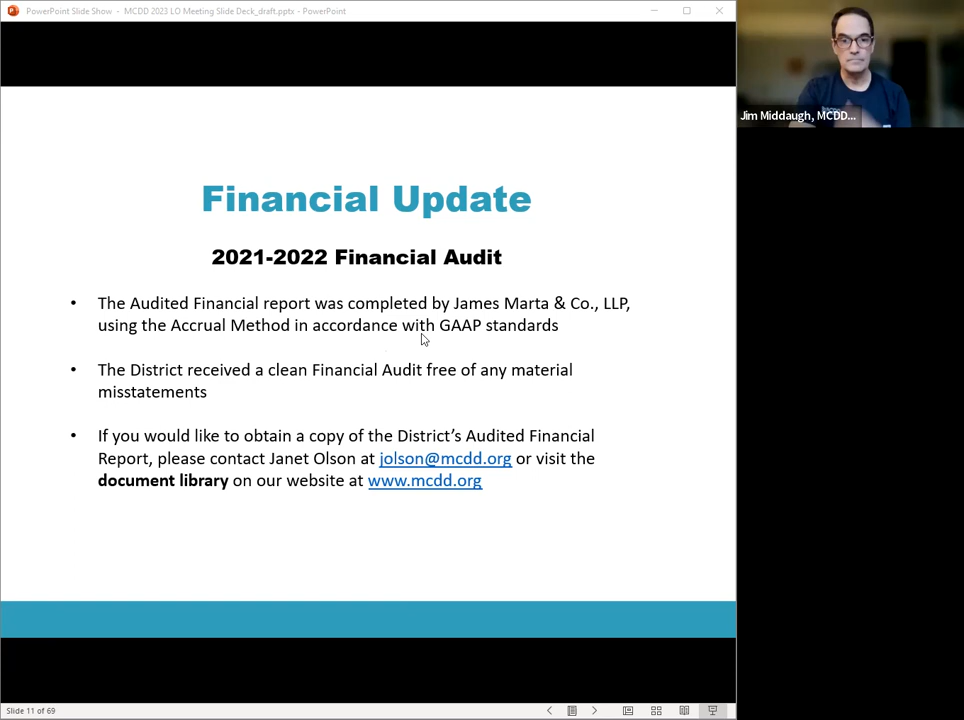 PowerPoint Slide Show - MCDD 2023 LO Meeting Slide Deck_draft.pptx - PowerPoint
Jim Middaugh, MCDD...
Financial Update
2021-2022 Financial Audit
• The Audited Financial report was completed by James Marta & Co., LLP,
using the Accrual Method in accordance with GAAP standards
• The District received a clean Financial Audit free of any material
misstatements
• If you would like to obtain a copy of the District’s Audited Financial
Report, please contact Janet Olson at jolson@mcdd.org or visit the
document library on our website at www.mcdd.org
Slide 11 of 69